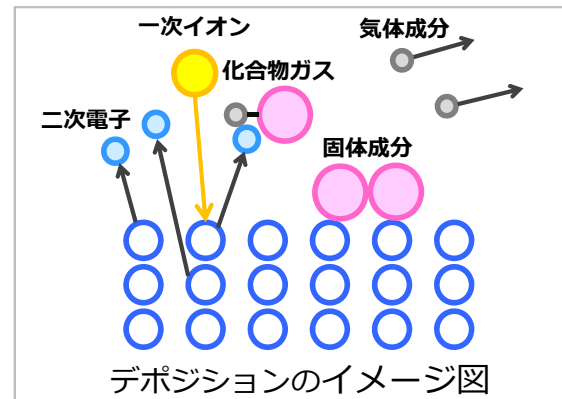 一次イオン
気体成分
化合物ガス
二次電子
固体成分
デポジションのイメージ図